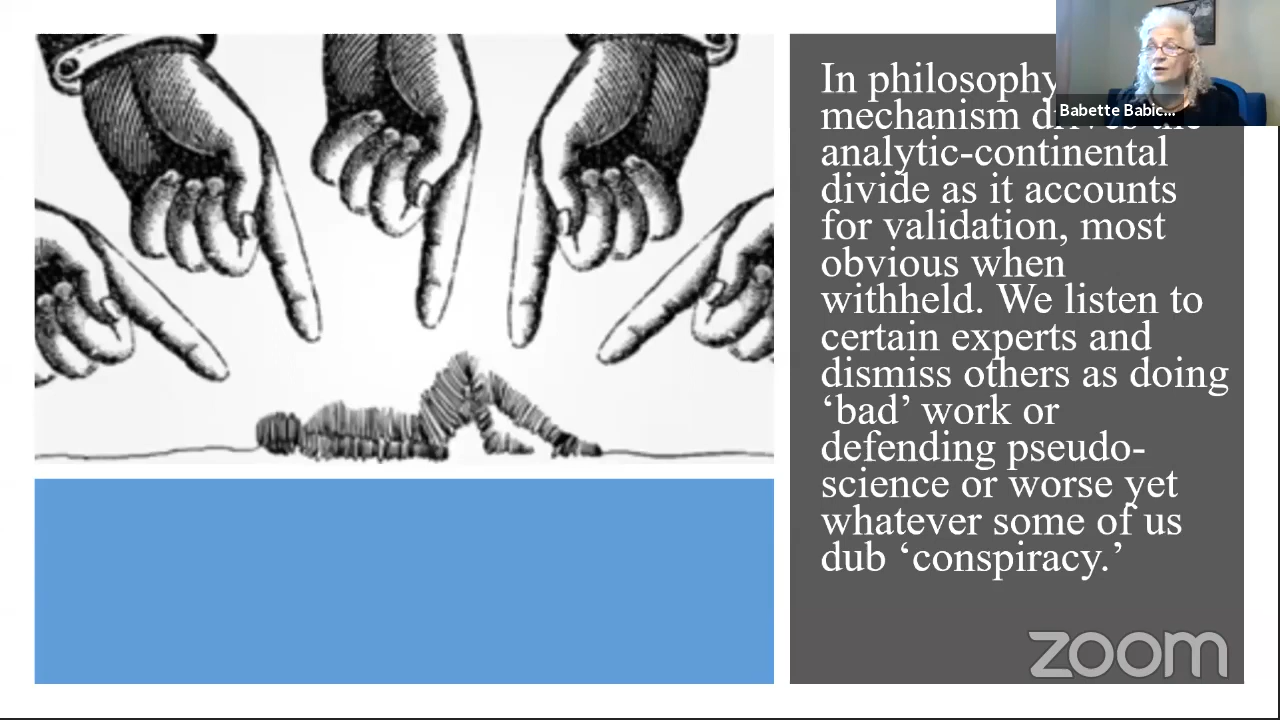 In philosophy
mechanism drives the
analytic-continental
divide as it accounts
for validation, most
obvious when
withheld. We listen to
certain experts and
dismiss others as doing
‘bad’ work or
defending pseudo-
science or worse yet
whatever some of us
dub ‘conspiracy.’
Babette Babic...
zoom